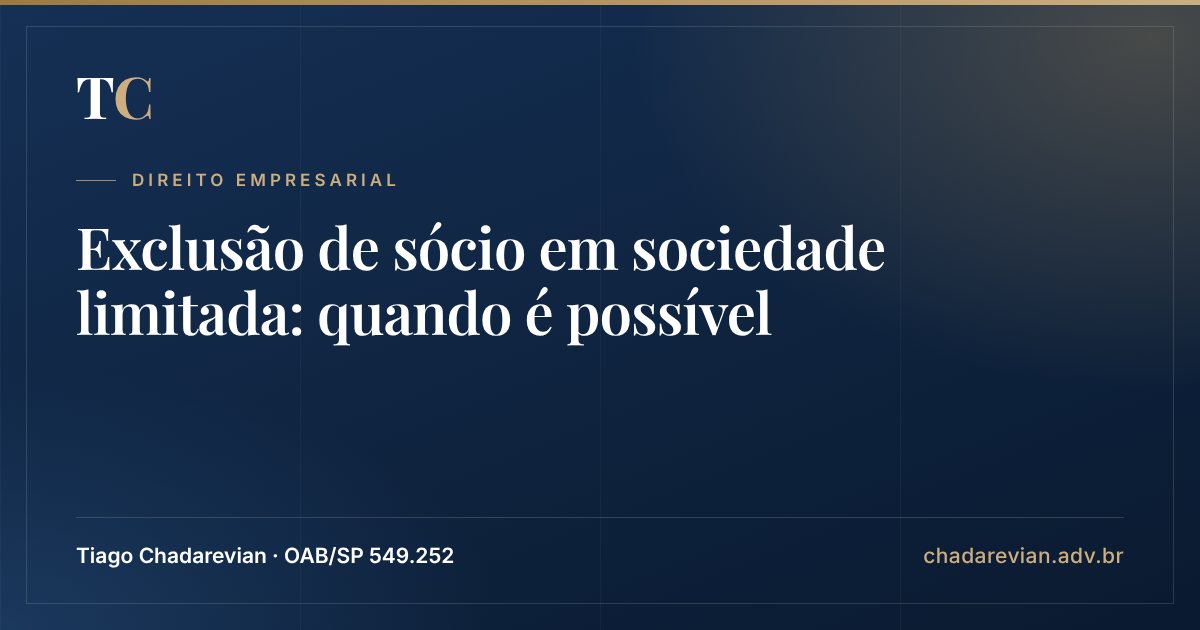 TC
DIREITO EMPRESARIAL
Exclusão de sócio em sociedade
limitada: quando é possível
Tiago Chadarevian · OAB/SP 549.252
chadarevian.adv.br